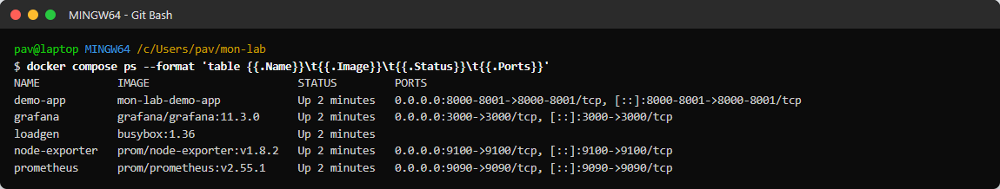 MINGW64 - Git Bash
pav@laptop MINGW64 /c/Users/pav/mon-lab
$ docker compose ps --format 'table {{.Name}}\t{{.Image}}\t{{.Status}}\t{{.Ports}}'
NAME IMAGE STATUS PORTS
demo-app mon-lab-demo-app Up 2 minutes 0.0.0.0:8000-8001->8000-8001/tcp, [::]:8000-8001->8000-8001/tcp
grafana grafana/grafana:11.3.0 Up 2 minutes 0.0.0.0:3000->3000/tcp, [::]:3000->3000/tcp
loadgen busybox:1.36 Up 2 minutes
node-exporter prom/node-exporter:v1.8.2 Up 2 minutes 0.0.0.0:9100->9100/tcp, [::]:9100->9100/tcp
prometheus prom/prometheus:v2.55.1 Up 2 minutes 0.0.0.0:9090->9090/tcp, [::]:9090->9090/tcp